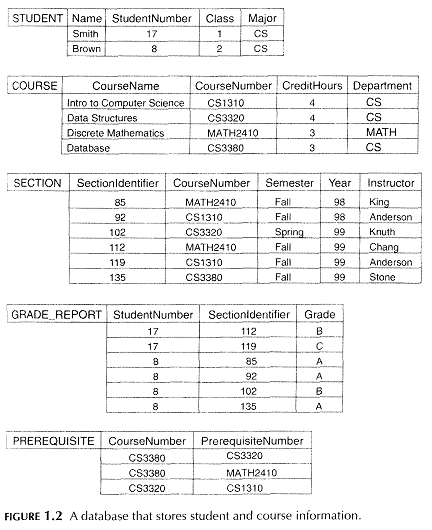 STUDENT Name StudentNumber Class Major
Smith 17 1 CS
Brown 8 2 CS
COURSE CourseName CourseNumber CreditHours Department
Intro to Computer Science CS1310 4 CS
Data Structures CS3320 4 CS
Discrete Mathematics MATH2410 3 MATH
Database CS3380 3 CS
SECTION SectionIdentifier CourseNumber Semester Year Instructor
85 MATH2410 Fall 98 King
92 CS1310 Fall 98 Anderson
102 CS3320 Spring 99 Knuth
112 MATH2410 Fall 99 Chang
119 CS1310 Fall 99 Anderson
135 CS3380 Fall 99 Stone
GRADE_REPORT StudentNumber SectionIdentifier Grade
17 112 B
17 119 C
8 85 A
8 92 A
8 102 B
8 135 A
PREREQUISITE CourseNumber PrerequisiteNumber
CS3380 CS3320
CS3380 MATH2410
CS3320 CS1310
FIGURE 1.2 A database that stores student and course information.